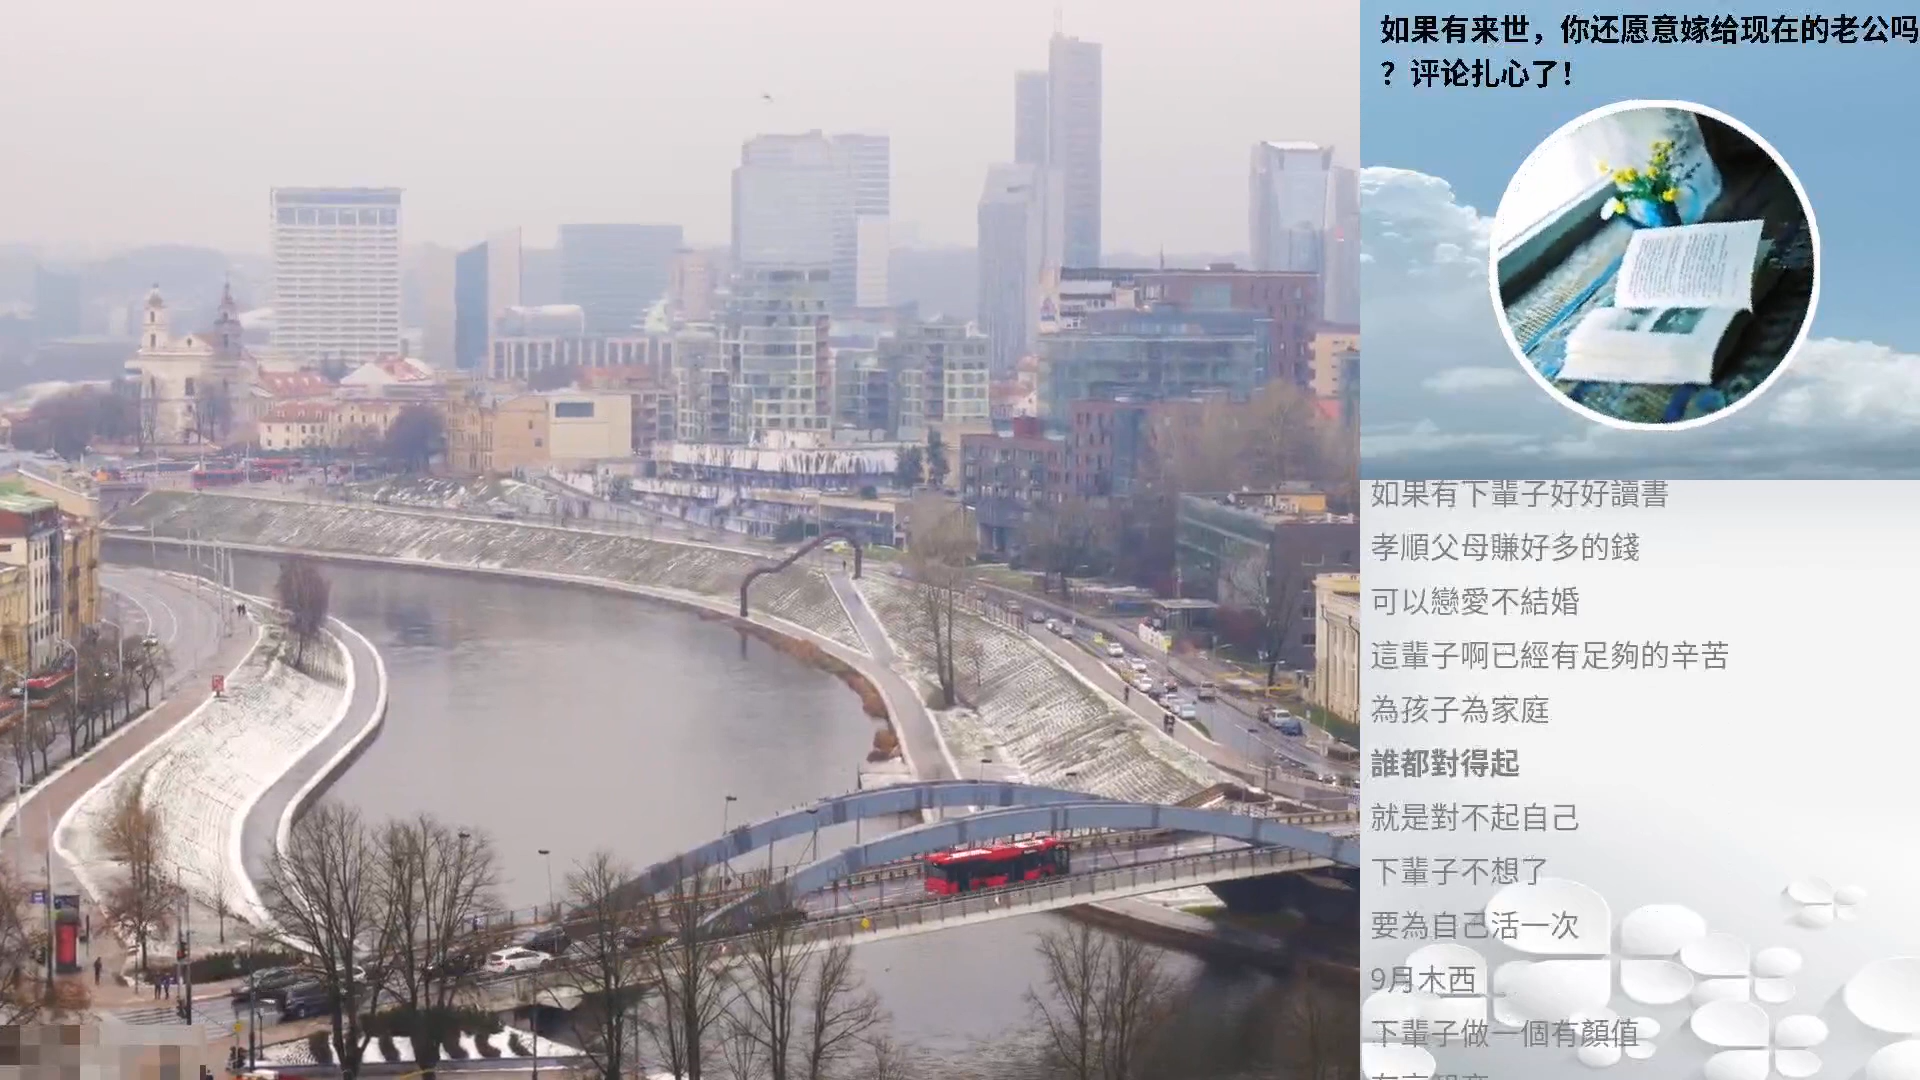 如果有来世，你还愿意嫁给现在的老公吗
？评论扎心了！
如果有下輩子好好讀書
孝順父母賺好多的錢
可以戀愛不結婚
這輩子啊已經有足夠的辛苦
為孩子為家庭
誰都對得起
就是對不起自己
下輩子不想了
要為自己活一次
9月木西
下輩子做一個有顏值